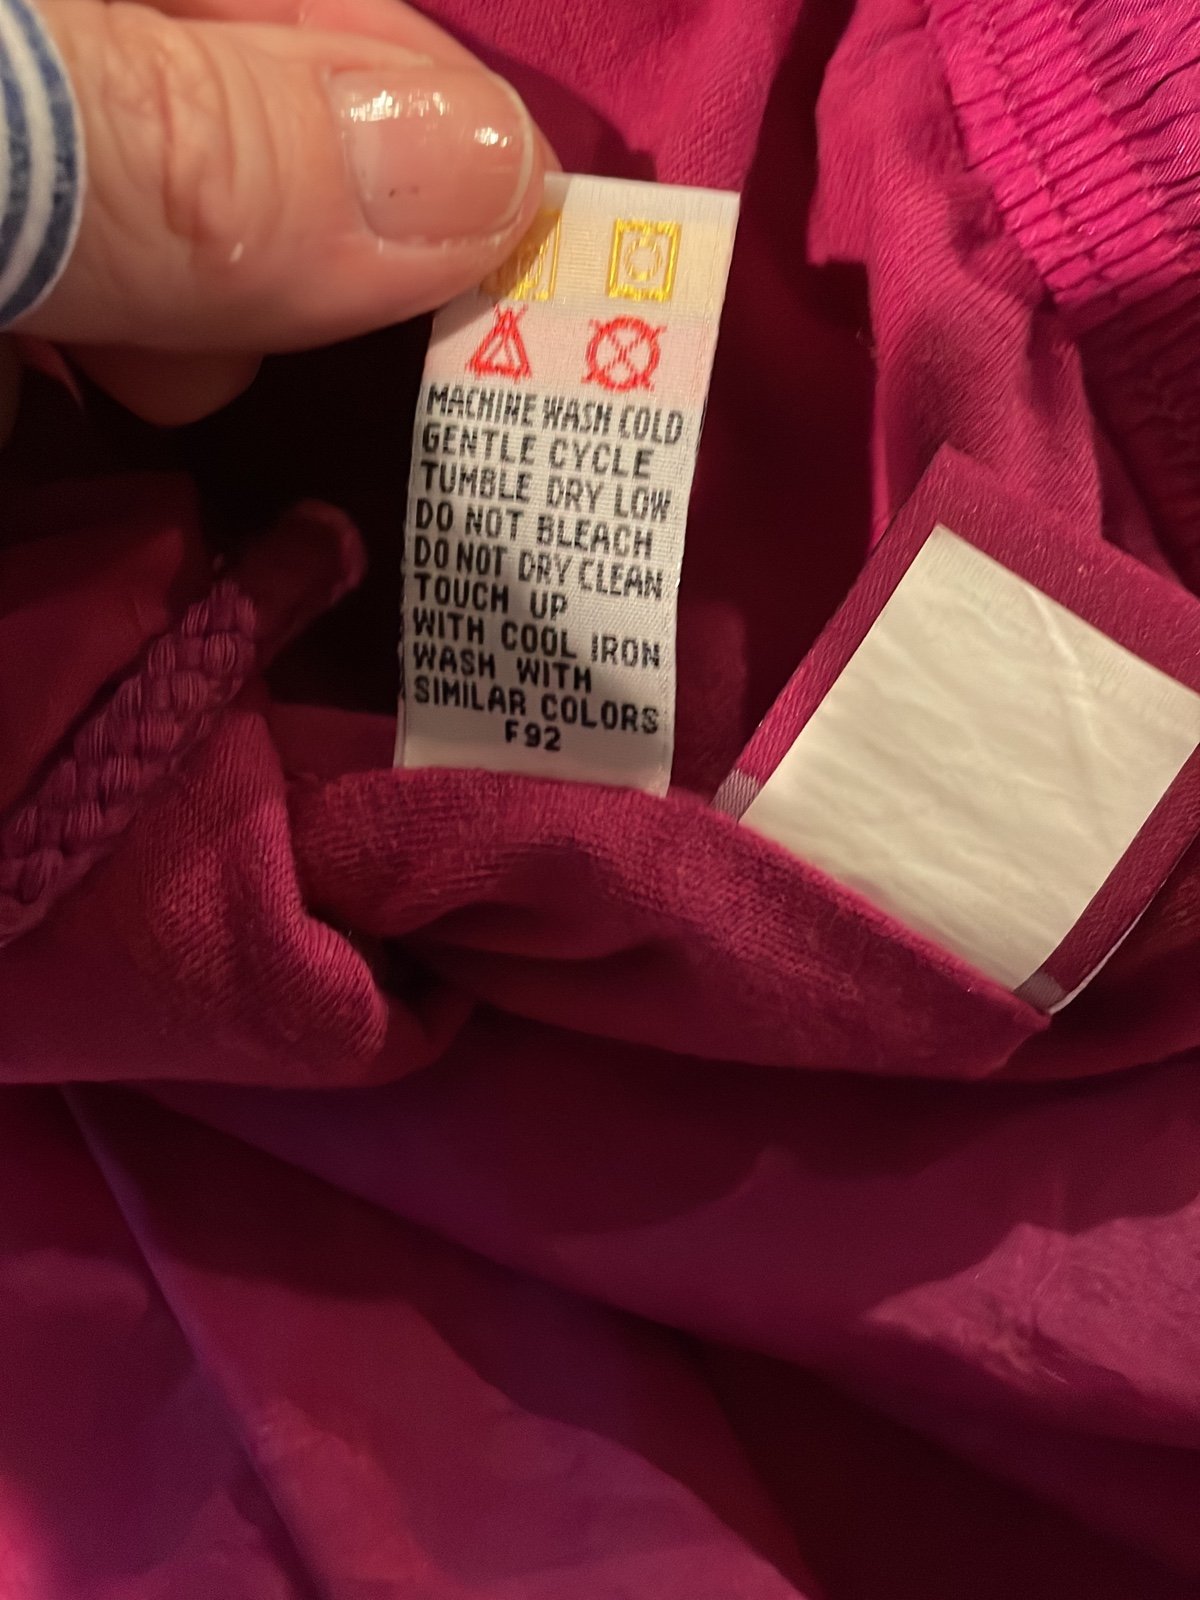 MACHINE WASH COLD
GENTLE CYCLE
TUMBLE DRY LOW
DO NOT BLEACH
DO NOT DRY CLEAN
TOUCH UP
WITH COOL IRON
WASH WITH
SIMILAR COLORS
F92